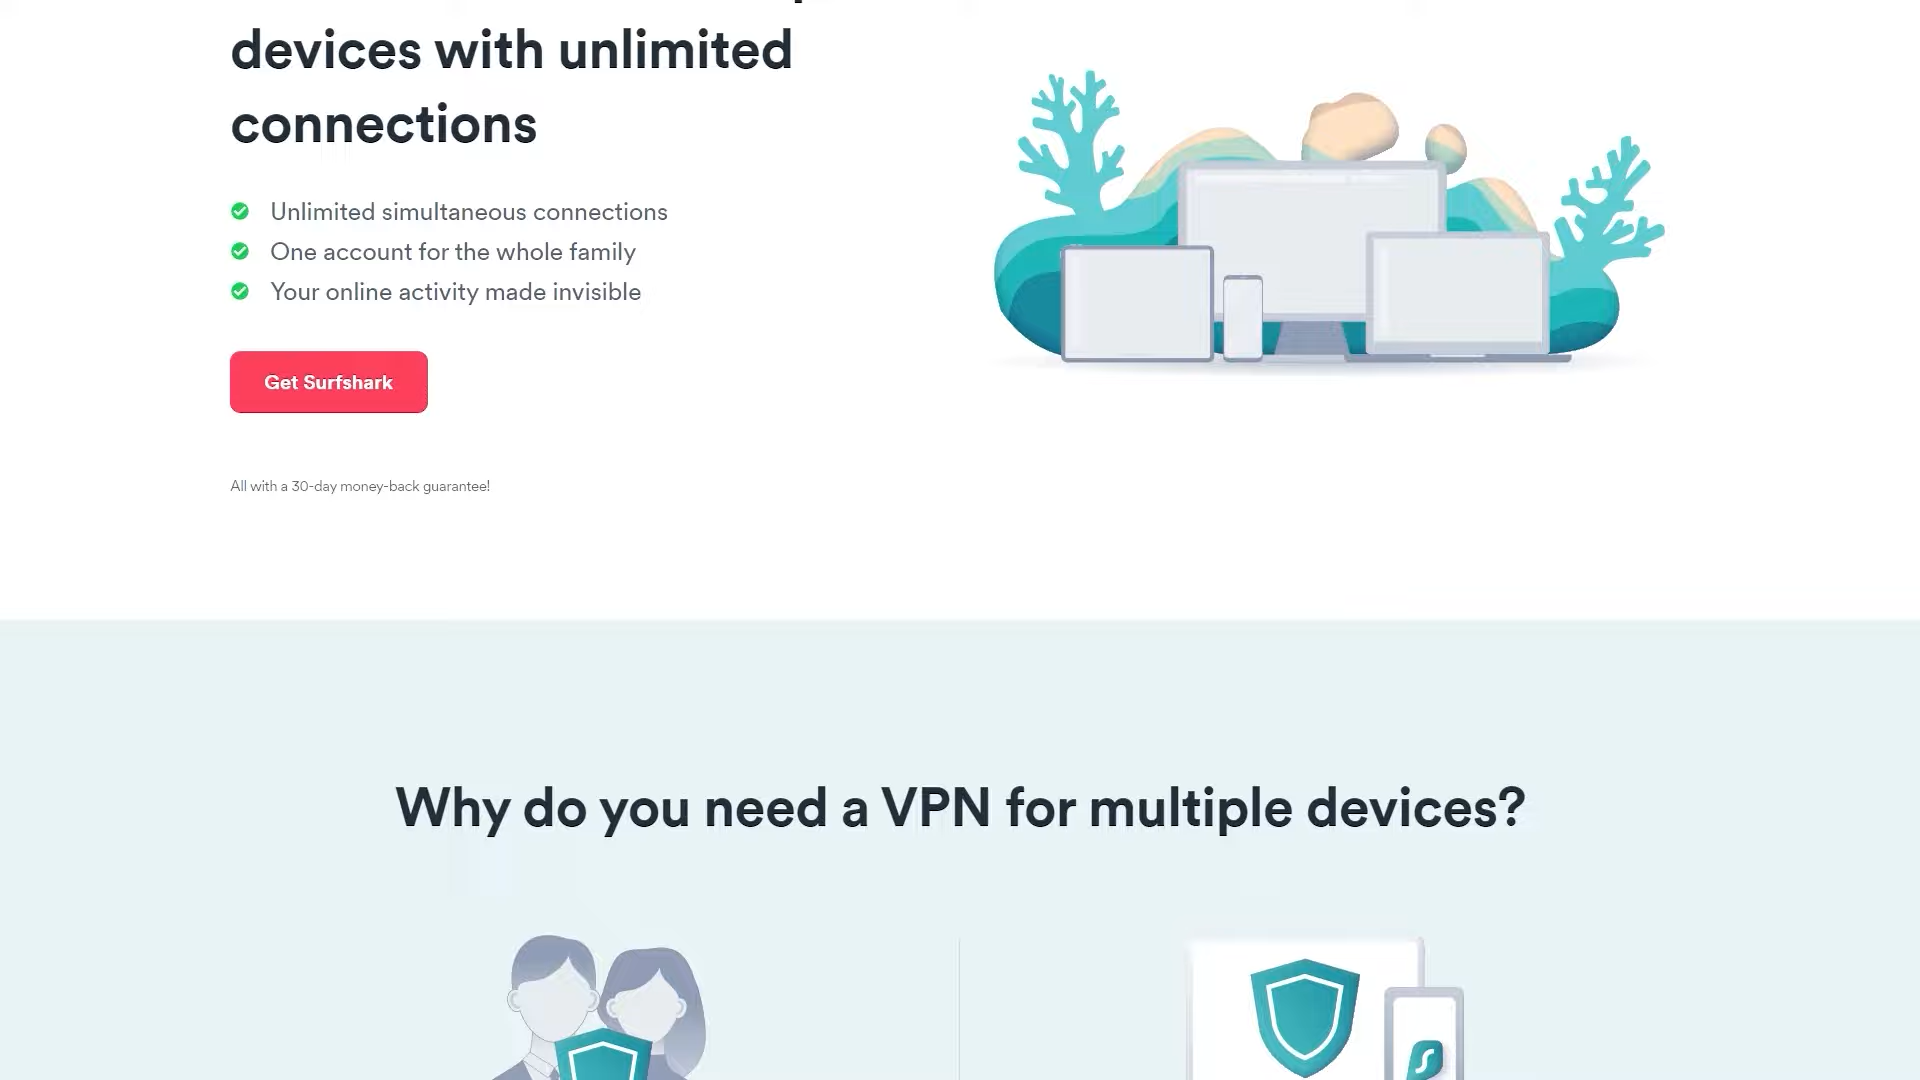 devices with unlimited
connections
Unlimited simultaneous connections
One account for the whole family
Your online activity made invisible
Get Surfshark
All with a 30-day money-back guarantee!
Why do you need a VPN for multiple devices?